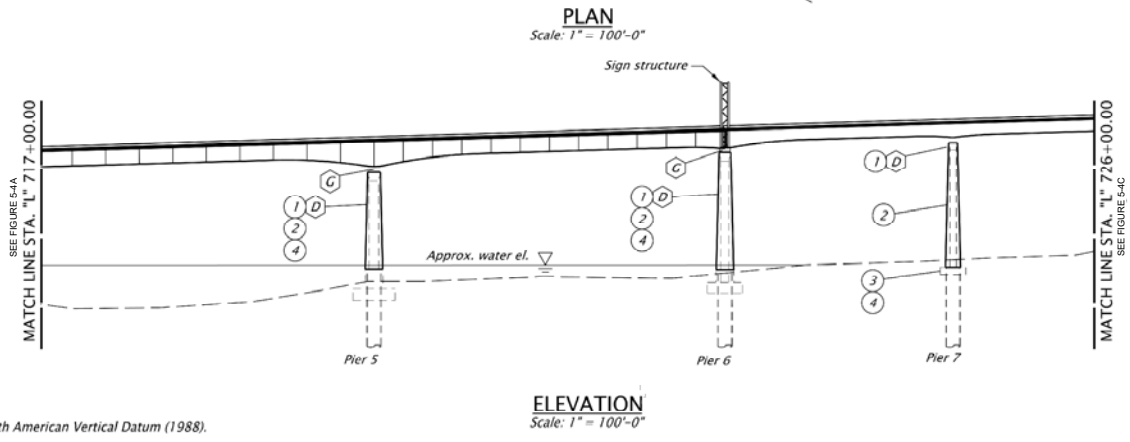 PLAN
Scale: 1" = 100'-0"
Sign structure
SEE FIGURE 5-4A
MATCH LINE STA. "L" 717+00.00
G
1 D
2
4
G
1 D
2
4
1 D
2
3
4
Approx. water el.
MATCH LINE STA. "L" 726+00.00
SEE FIGURE 5-4C
Pier 5
Pier 6
Pier 7
ELEVATION
Scale: 1" = 100'-0"
th American Vertical Datum (1988).